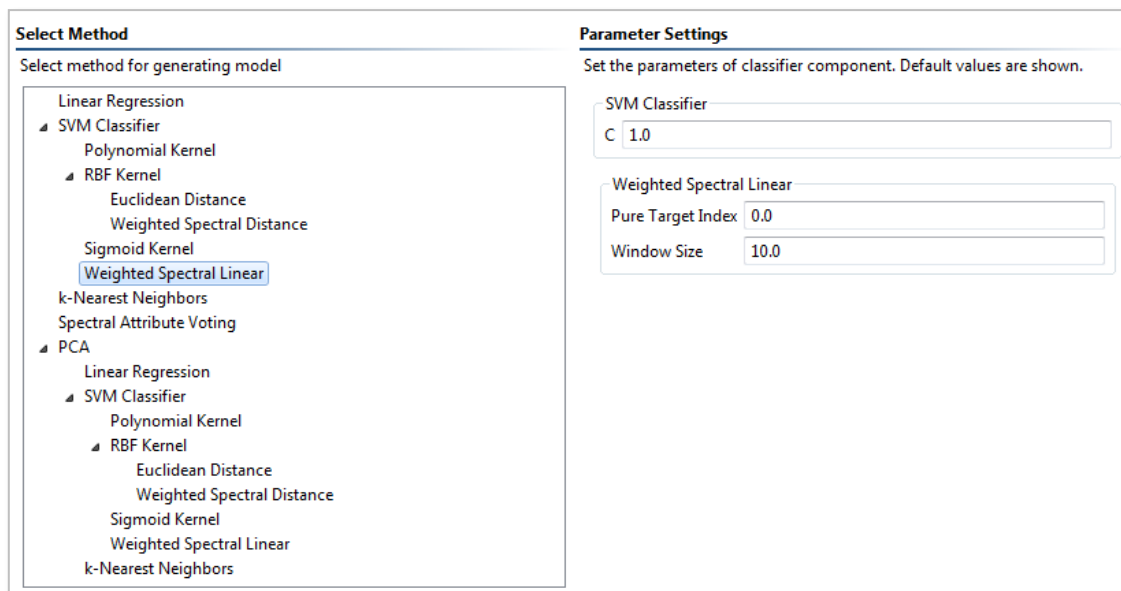 Select Method
Select method for generating model
Linear Regression
SVM Classifier
Polynomial Kernel
RBF Kernel
Euclidean Distance
Weighted Spectral Distance
Sigmoid Kernel
Weighted Spectral Linear
k-Nearest Neighbors
Spectral Attribute Voting
PCA
Linear Regression
SVM Classifier
Polynomial Kernel
RBF Kernel
Euclidean Distance
Weighted Spectral Distance
Sigmoid Kernel
Weighted Spectral Linear
k-Nearest Neighbors
Parameter Settings
Set the parameters of classifier component. Default values are shown.
SVM Classifier
C 1.0
Weighted Spectral Linear
Pure Target Index 0.0
Window Size 10.0